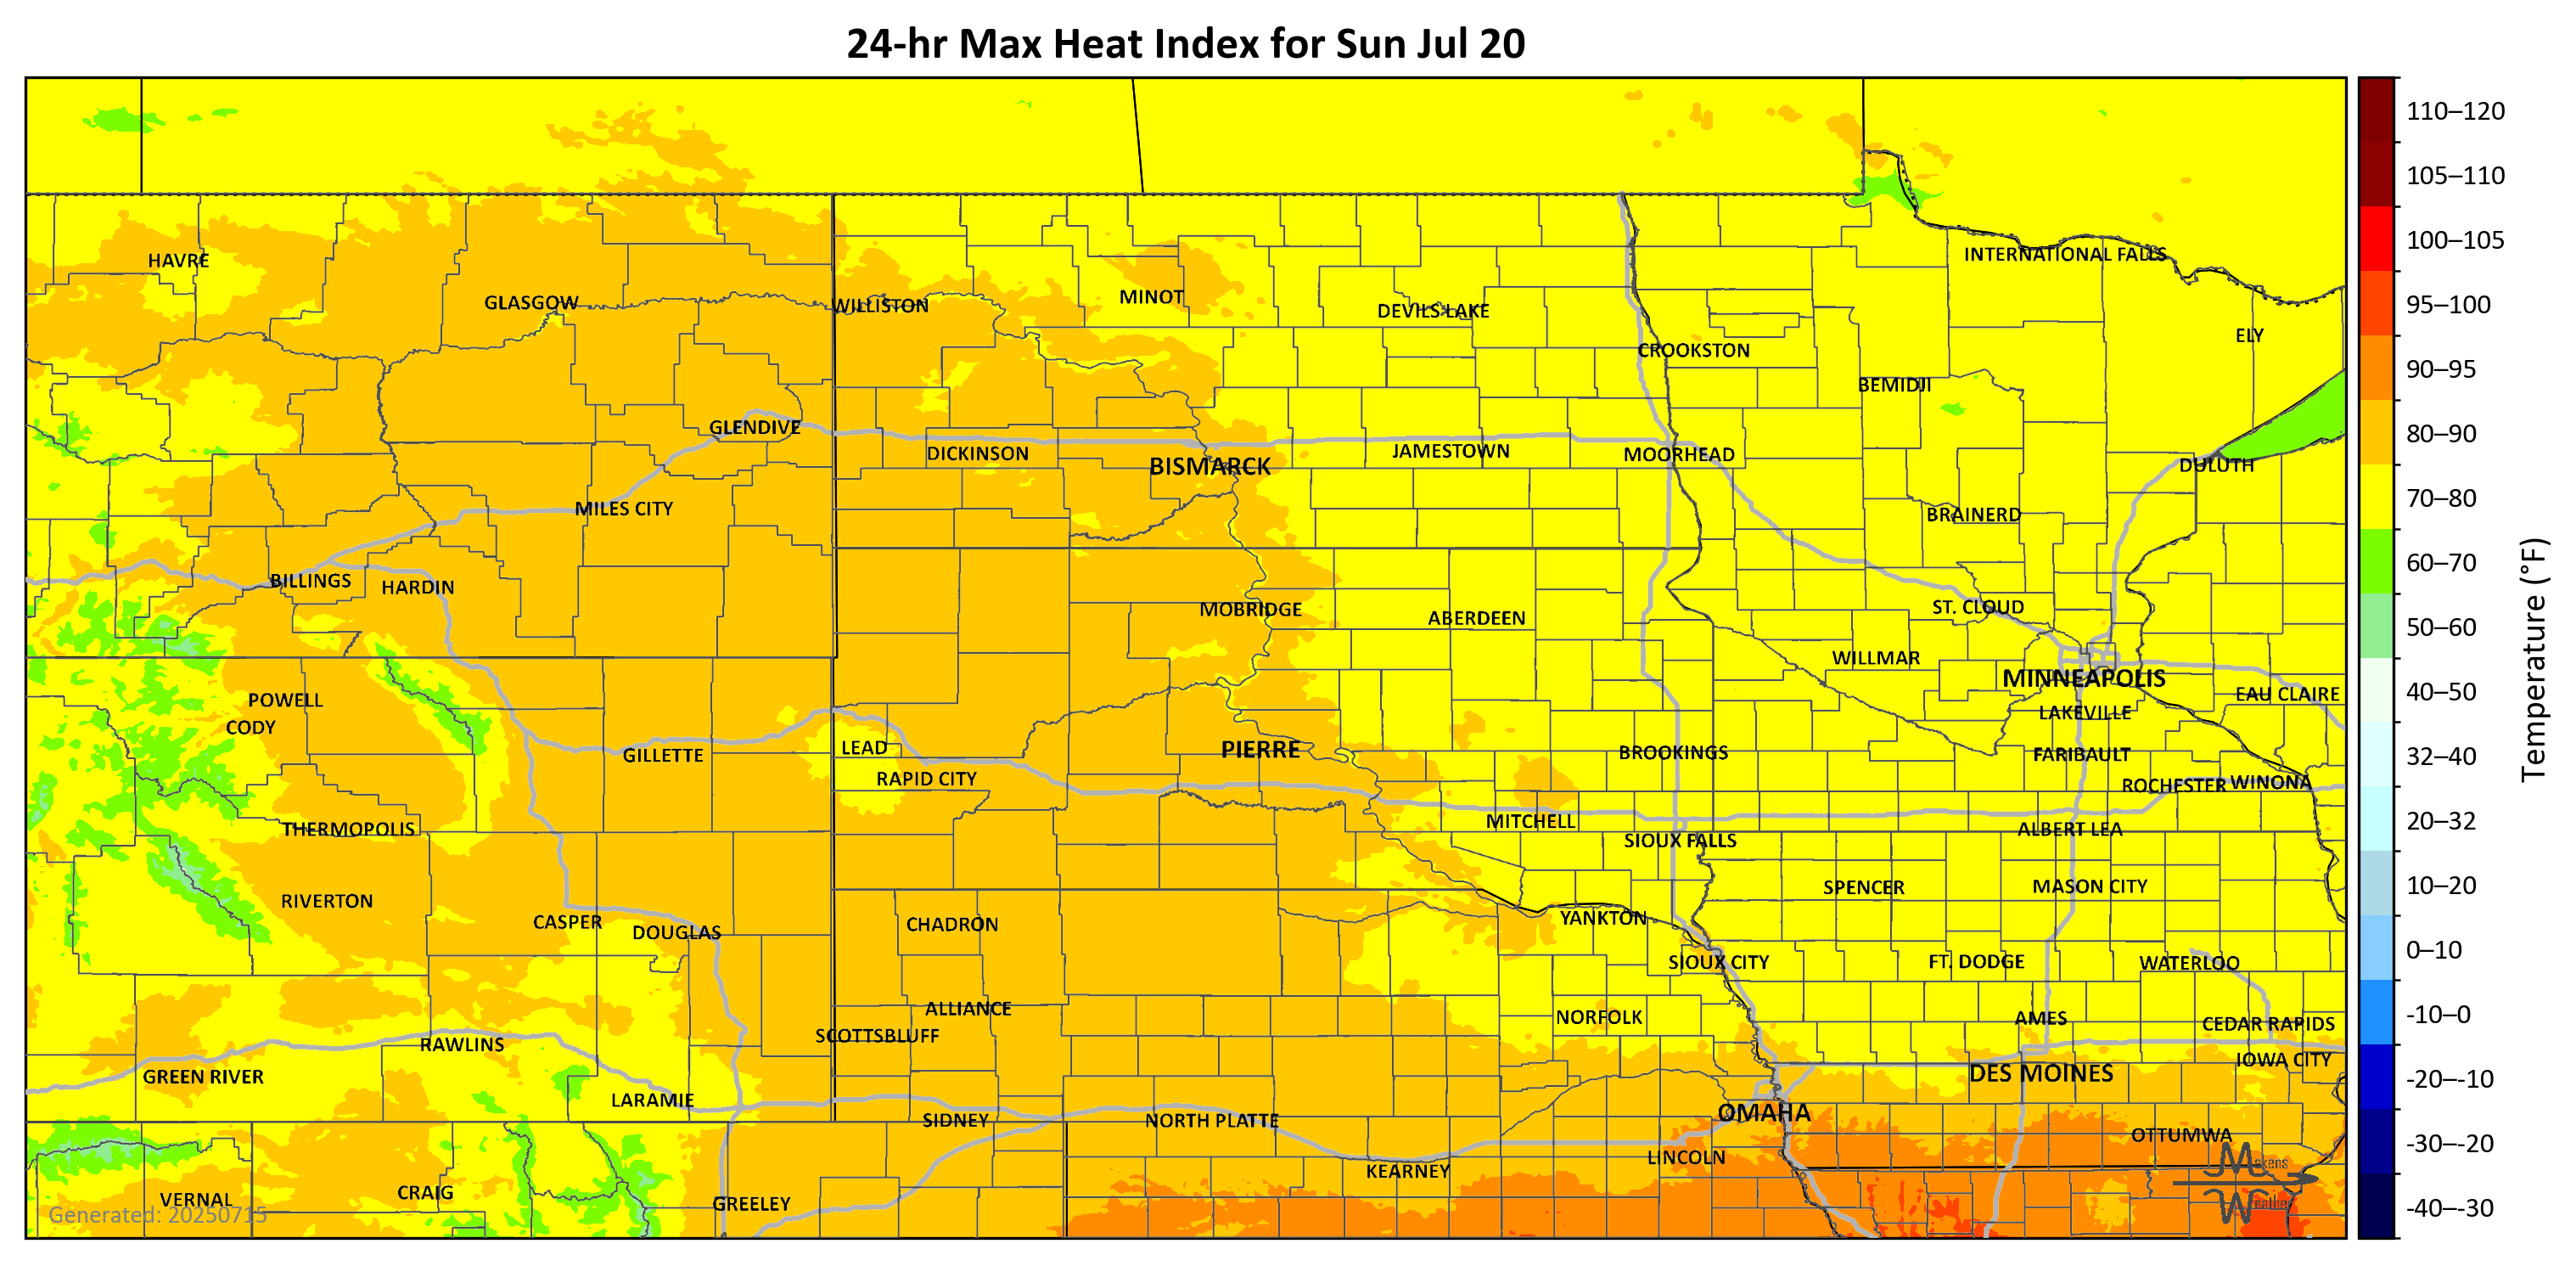 24-hr Max Heat Index for Sun Jul 20
HAVRE
GLASGOW
WILLISTON
MINOT
DEVILS LAKE
INTERNATIONAL FALLS
ELY
CROOKSTON
BEMIDJI
GLENDIVE
DICKINSON
BISMARCK
JAMESTOWN
MOORHEAD
DULUTH
MILES CITY
BRAINERD
BILLINGS
HARDIN
MOBRIDGE
ABERDEEN
ST. CLOUD
WILLMAR
MINNEAPOLIS
EAU CLAIRE
LAKEVILLE
POWELL
CODY
GILLETTE
LEAD
RAPID CITY
PIERRE
BROOKINGS
FARIBAULT
ROCHESTER
WINONA
THERMOPOLIS
MITCHELL
SIOUX FALLS
ALBERT LEA
RIVERTON
SPENCER
MASON CITY
CASPER
DOUGLAS
CHADRON
YANKTON
SIOUX CITY
FT. DODGE
WATERLOO
ALLIANCE
NORFOLK
AMES
CEDAR RAPIDS
SCOTTSBLUFF
RAWLINS
IOWA CITY
GREEN RIVER
DES MOINES
LARAMIE
SIDNEY
NORTH PLATTE
OMAHA
OTTUMWA
LINCOLN
KEARNEY
VERNAL
CRAIG
GREELEY
Generated: 20250715
Makens
Weather
110–120
105–110
100–105
95–100
90–95
80–90
70–80
60–70
50–60
40–50
32–40
20–32
10–20
0–10
-10–0
-20–-10
-30–-20
-40–-30
Temperature (°F)